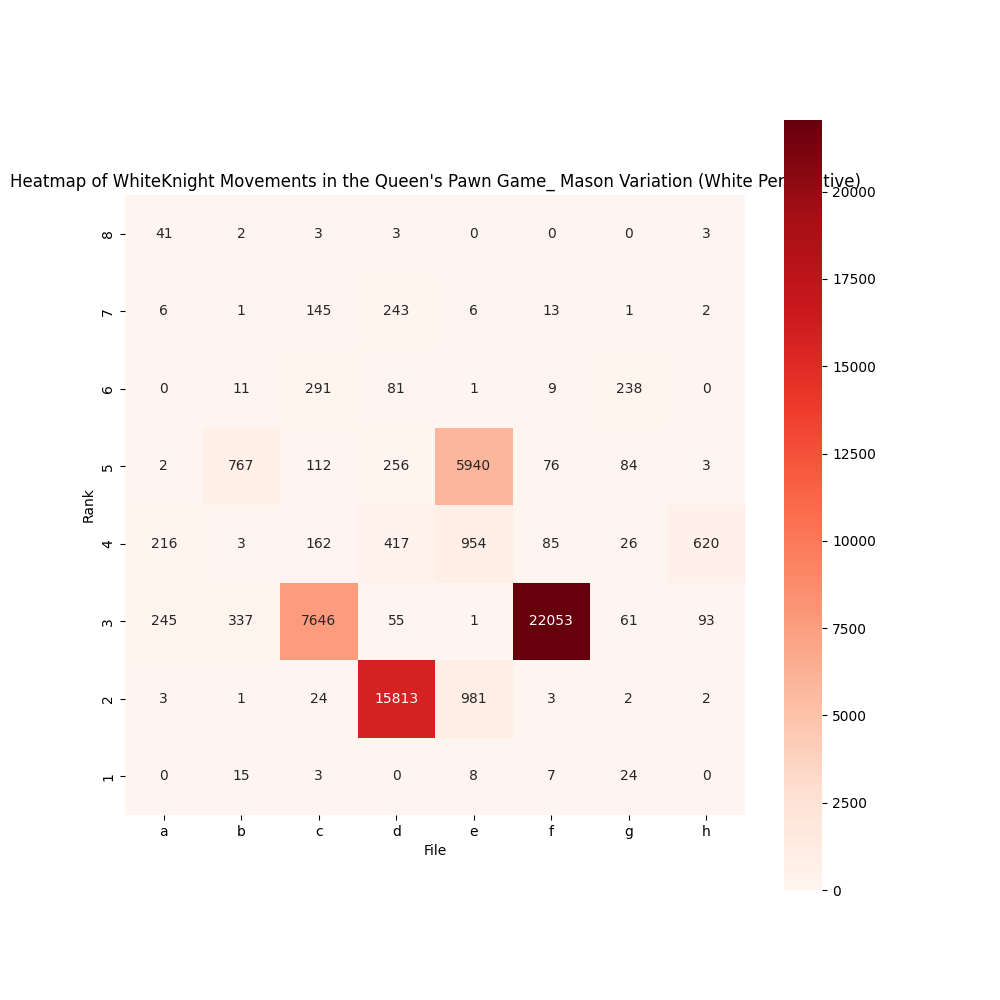 Heatmap of WhiteKnight Movements in the Queen's Pawn Game_ Mason Variation (White Per tive)
20000
17500
15000
12500
10000
7500
5000
2500
0
Rank
8 41 2 3 3 0 0 0 3
7 6 1 145 243 6 13 1 2
6 0 11 291 81 1 9 238 0
5 2 767 112 256 5940 76 84 3
4 216 3 162 417 954 85 26 620
3 245 337 7646 55 1 22053 61 93
2 3 1 24 15813 981 3 2 2
1 0 15 3 0 8 7 24 0
a b c d e f g h
File